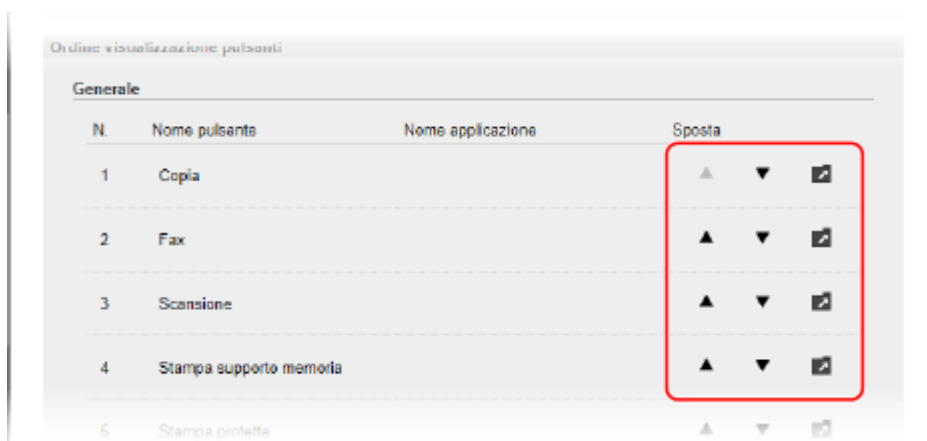 Ordine visualizzazione pulsanti
Generale
N. Nome pulsante Nome applicazione Sposta
1 Copia
2 Fax
3 Scansione
4 Stampa supporto memoria
5 Stampa protetta